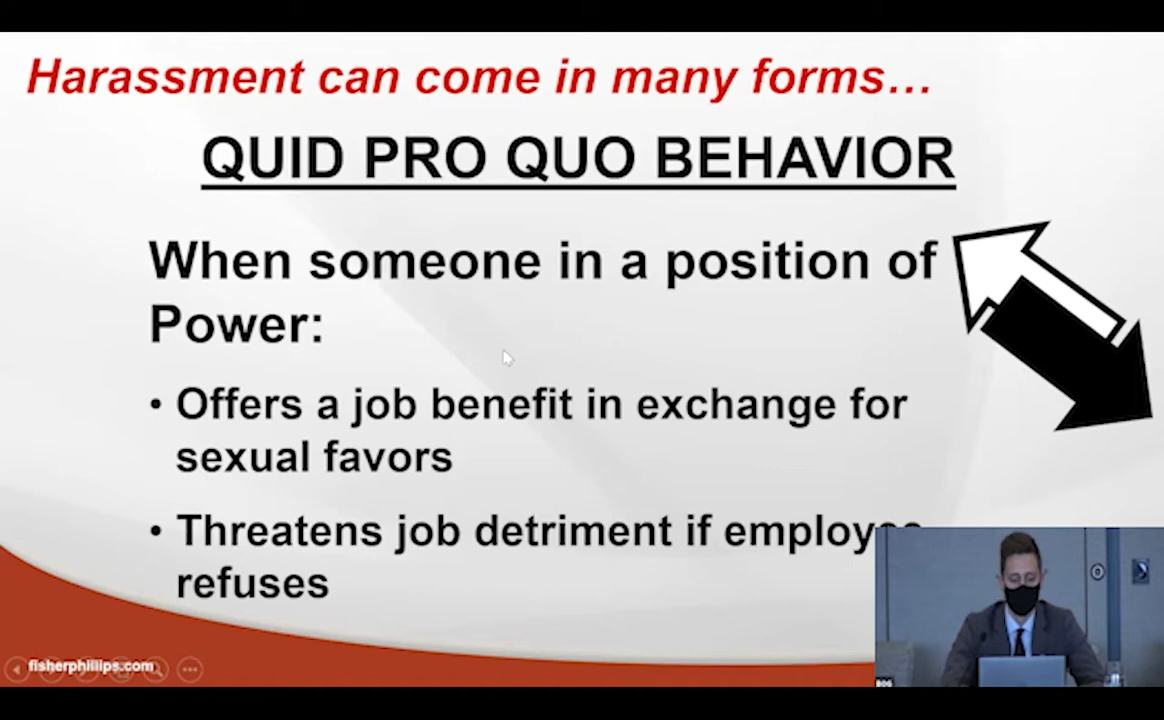 Harassment can come in many forms...
QUID PRO QUO BEHAVIOR
When someone in a position of
Power:
• Offers a job benefit in exchange for
sexual favors
• Threatens job detriment if
refuses
fisherphillips.com